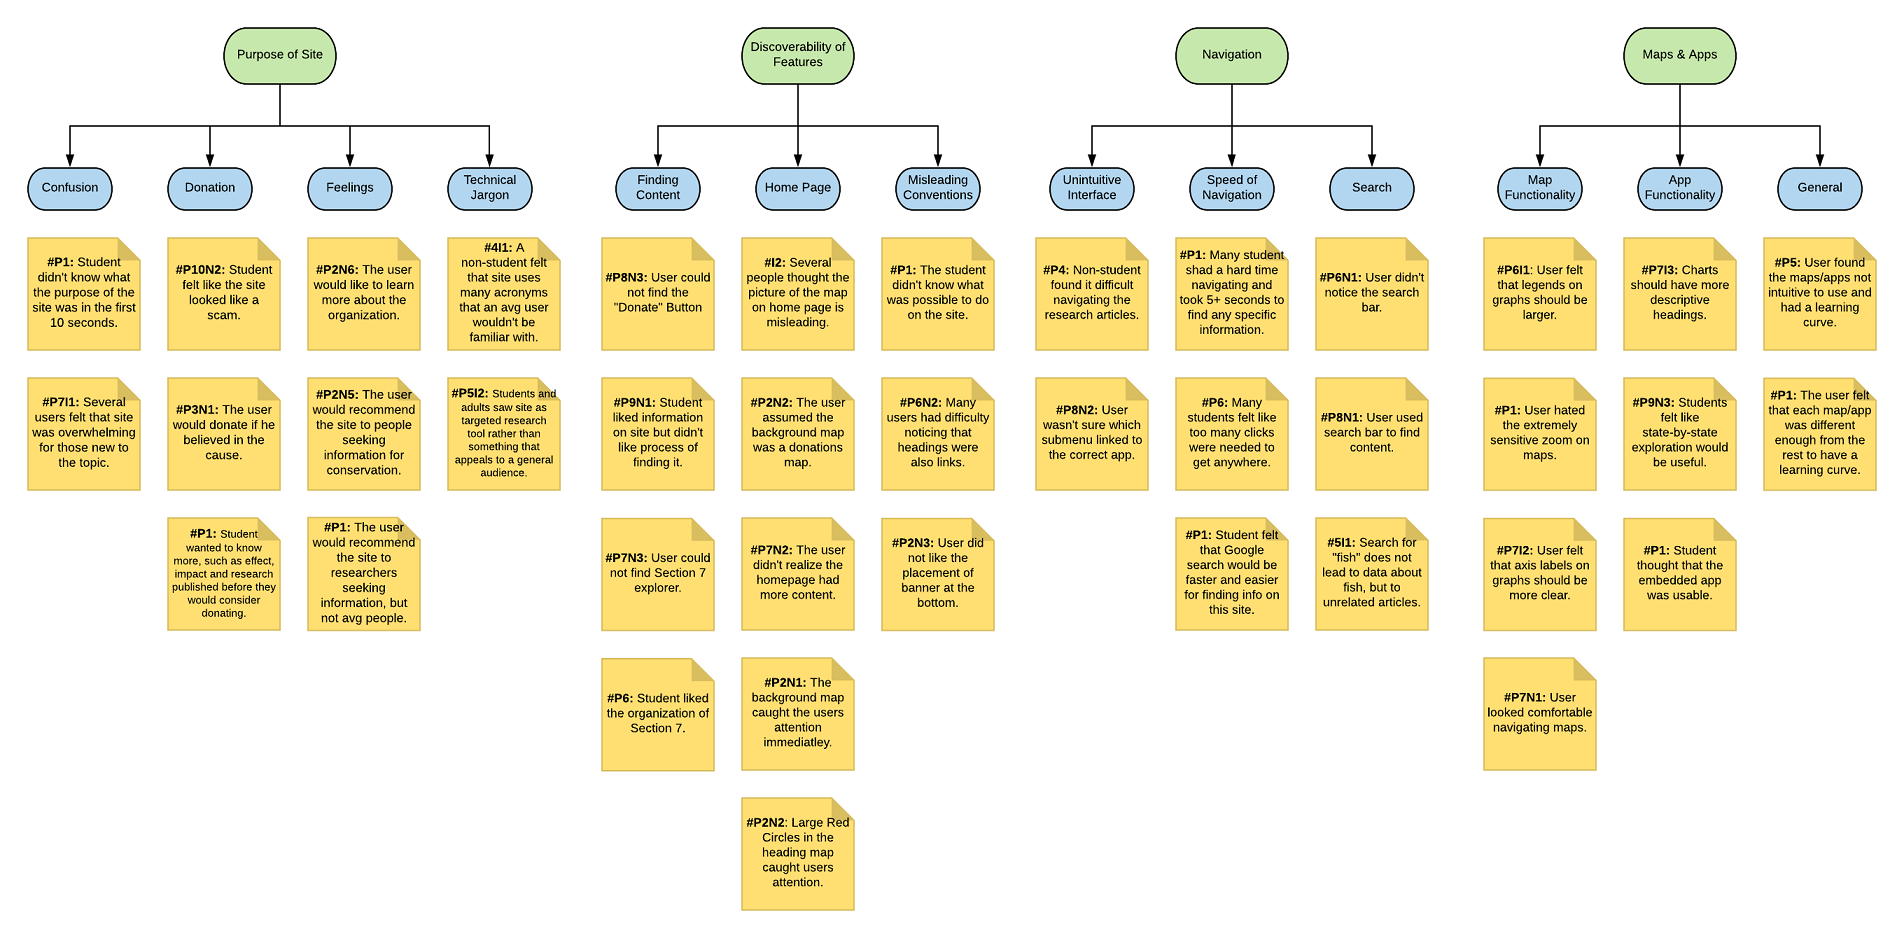 Purpose of Site
Discoverability of
Features
Navigation
Maps & Apps
Confusion
Donation
Feelings
Technical
Jargon
Finding
Content
Home Page
Misleading
Conventions
Unintuitive
Interface
Speed of
Navigation
Search
Map
Functionality
App
Functionality
General
#P1: Student
didn't know what
the purpose of the
site was in the first
10 seconds.
#P10N2: Student
felt like the site
looked like a
scam.
#P2N6: The user
would like to learn
more about the
organization.
#4I1: A
non-student felt
that site uses
many acronyms
that an avg user
wouldn't be
familiar with.
#P8N3: User could
not find the
"Donate" Button
#I2: Several
people thought the
picture of the map
on home page is
misleading.
#P1: The student
didn't know what
was possible to do
on the site.
#P4: Non-student
found it difficult
navigating the
research articles.
#P1: Many student
shad a hard time
navigating and
took 5+ seconds to
find any specific
information.
#P6N1: User didn't
notice the search
bar.
#P6I1: User felt
that legends on
graphs should be
larger.
#P7I3: Charts
should have more
descriptive
headings.
#P5: User found
the maps/apps not
intuitive to use and
had a learning
curve.
#P7I1: Several
users felt that site
was overwhelming
for those new to
the topic.
#P3N1: The user
would donate if he
believed in the
cause.
#P2N5: The user
would recommend
the site to people
seeking
information for
conservation.
#P5I2: Students and
adults saw site as
targeted research
tool rather than
something that
appeals to a general
audience.
#P9N1: Student
liked information
on site but didn't
like process of
finding it.
#P2N2: The user
assumed the
background map
was a donations
map.
#P6N2: Many
users had difficulty
noticing that
headings were
also links.
#P8N2: User
wasn't sure which
submenu linked to
the correct app.
#P6: Many
students felt like
too many clicks
were needed to
get anywhere.
#P8N1: User used
search bar to find
content.
#P1: User hated
the extremely
sensitive zoom on
maps.
#P9N3: Students
felt like
state-by-state
exploration would
be useful.
#P1: The user felt
that each map/app
was different
enough from the
rest to have a
learning curve.
#P1: Student
wanted to know
more, such as effect,
impact and research
published before they
would consider
donating.
#P1: The user
would recommend
the site to
researchers
seeking
information, but
not avg people.
#P7N3: User could
not find Section 7
explorer.
#P7N2: The user
didn't realize the
homepage had
more content.
#P2N3: User did
not like the
placement of
banner at the
bottom.
#P1: Student felt
that Google
search would be
faster and easier
for finding info on
this site.
#5I1: Search for
"fish" does not
lead to data about
fish, but to
unrelated articles.
#P7I2: User felt
that axis labels on
graphs should be
more clear.
#P1: Student
thought that the
embedded app
was usable.
#P6: Student liked
the organization of
Section 7.
#P2N1: The
background map
caught the users
attention
immediatley.
#P7N1: User
looked comfortable
navigating maps.
#P2N2: Large Red
Circles in the
heading map
caught users
attention.